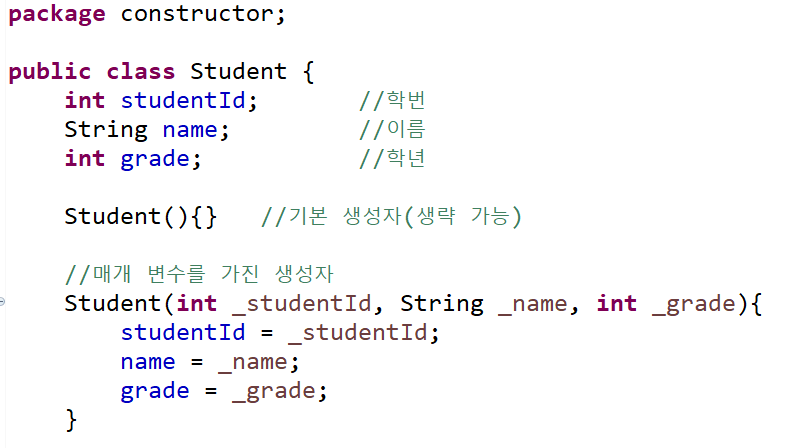 package constructor;
public class Student {
int studentId; //학번
String name; //이름
int grade; //학년
Student(){} //기본 생성자(생략 가능)
//매개 변수를 가진 생성자
Student(int _studentId, String _name, int _grade){
studentId = _studentId;
name = _name;
grade = _grade;
}